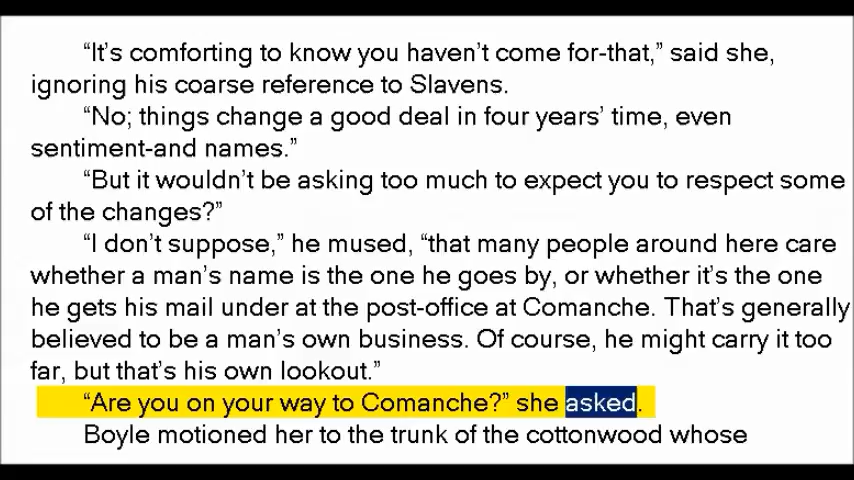 “It’s comforting to know you haven’t come for-that,” said she,
ignoring his coarse reference to Slavens.
“No; things change a good deal in four years’ time, even
sentiment-and names.”
“But it wouldn’t be asking too much to expect you to respect some
of the changes?”
“I don’t suppose,” he mused, “that many people around here care
whether a man’s name is the one he goes by, or whether it’s the one
he gets his mail under at the post-office at Comanche. That’s generally
believed to be a man’s own business. Of course, he might carry it too
far, but that’s his own lookout.”
“Are you on your way to Comanche?” she asked.
Boyle motioned her to the trunk of the cottonwood whose